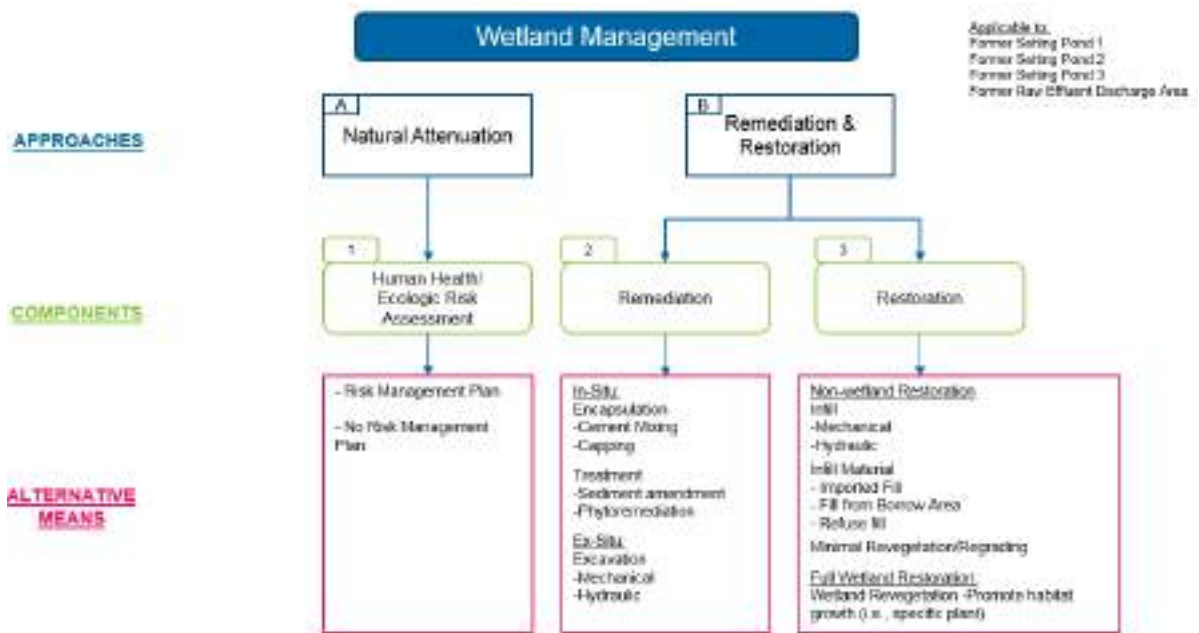 Wetland Management
Applicable to:
Former Setling Pond 1
Former Setling Pond 2
Former Setling Pond 3
Former Raw Effluent Discharge Area
APPROACHES
A
Natural Attenuation
B
Remediation &
Restoration
COMPONENTS
1
Human Health/
Ecologic Risk
Assessment
2
Remediation
3
Restoration
ALTERNATIVE
MEANS
- Risk Management Plan
- No Risk Management
Plan
In-Situ:
Encapsulation
-Cement Mixing
-Capping
Treatment
-Sediment amendment
-Phytoremediation
Ex-Situ:
Excavation
-Mechanical
-Hydraulic
Non-wetland Restoration
Infill
-Mechanical
-Hydraulic
Infill Material
- Imported Fill
- Fill from Borrow Area
- Refuse fill
Minimal Revegetation/Regrading
Full Wetland Restoration:
Wetland Revegetation -Promote habitat
growth (i.e., specific plant)